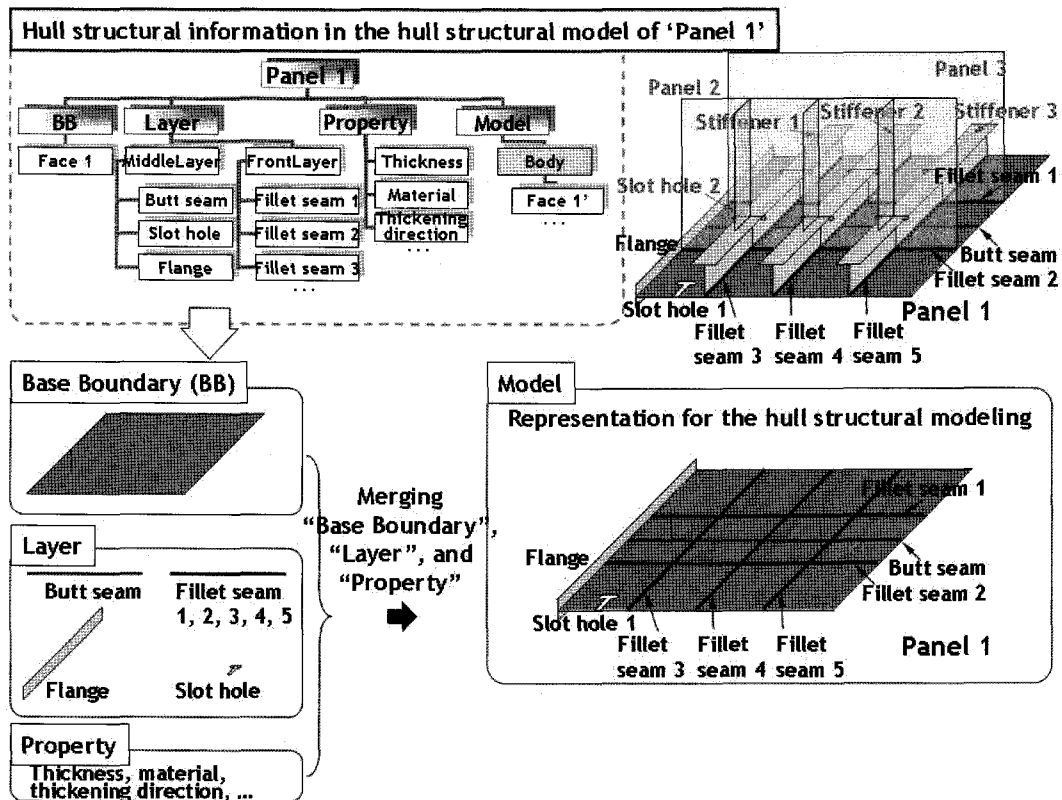 Hull structural information in the hull structural model of ‘Panel 1’
Panel 1
BB
Layer
Property
Model
Face 1
MiddleLayer
FrontLayer
Thickness
Body
Butt seam
Fillet seam 1
Material
Face 1’
Slot hole
Fillet seam 2
Thickening
direction
...
...
Flange
Fillet seam 3
...
Panel 3
Panel 2
Stiffener 1
Stiffener 2
Stiffener 3
Slot hole 2
Fillet seam 1
Flange
Butt seam
Fillet seam 2
Slot hole 1
Panel 1
Fillet
seam 3
Fillet
seam 4
Fillet
seam 5
Base Boundary (BB)
Layer
Butt seam
Fillet seam
1, 2, 3, 4, 5
Flange
Slot hole
Property
Thickness, material,
thickening direction, ...
Merging
“Base Boundary”,
“Layer”, and
“Property”
Model
Representation for the hull structural modeling
Fillet seam 1
Flange
Butt seam
Fillet seam 2
Slot hole 1
Fillet
seam 3
Fillet
seam 4
Fillet
seam 5
Panel 1